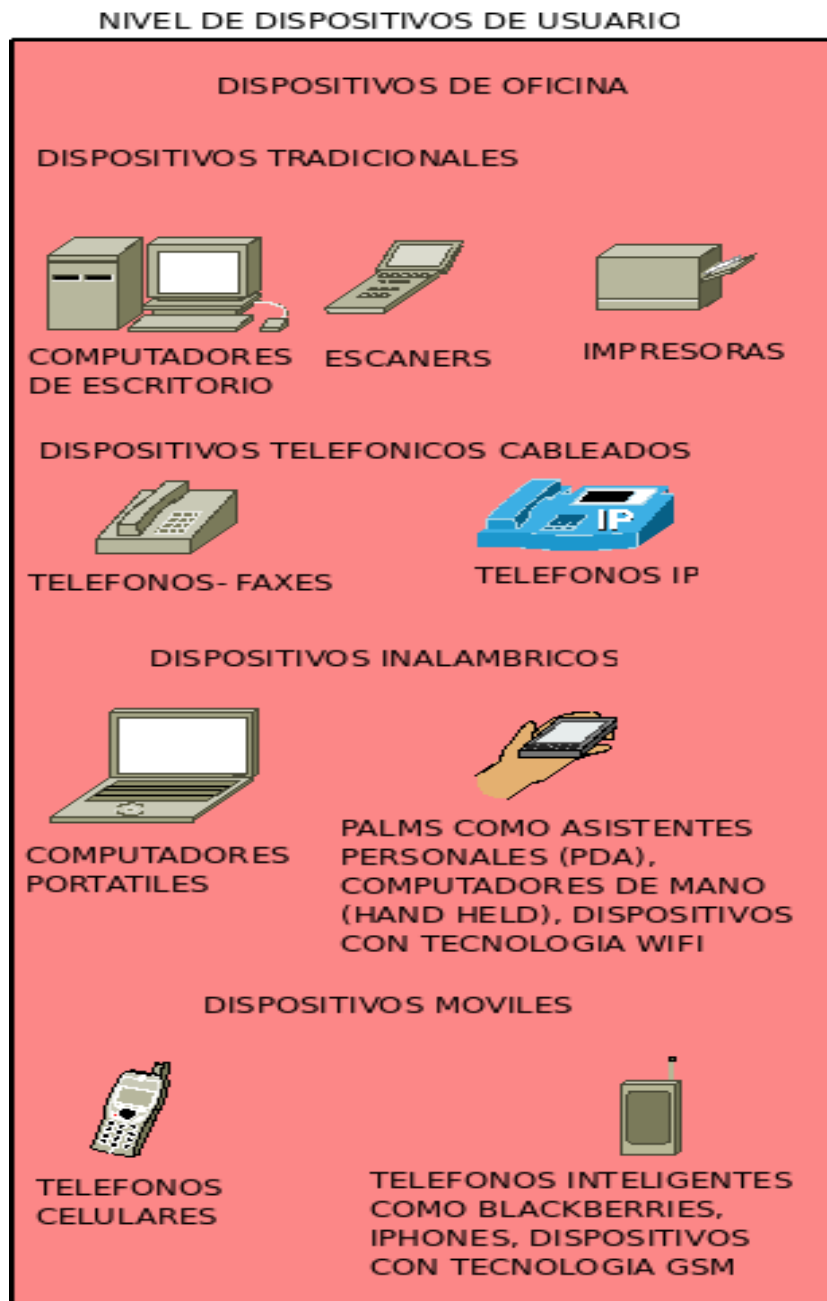 NIVEL DE DISPOSITIVOS DE USUARIO
DISPOSITIVOS DE OFICINA
DISPOSITIVOS TRADICIONALES
COMPUTADORES
DE ESCRITORIO
ESCANERS
IMPRESORAS
DISPOSITIVOS TELEFONICOS CABLEADOS
IP
TELEFONOS- FAXES
TELEFONOS IP
DISPOSITIVOS INALAMBRICOS
COMPUTADORES
PORTATILES
PALMS COMO ASISTENTES
PERSONALES (PDA),
COMPUTADORES DE MANO
(HAND HELD), DISPOSITIVOS
CON TECNOLOGIA WIFI
DISPOSITIVOS MOVILES
TELEFONOS
CELULARES
TELEFONOS INTELIGENTES
COMO BLACKBERRIES,
IPHONES, DISPOSITIVOS
CON TECNOLOGIA GSM